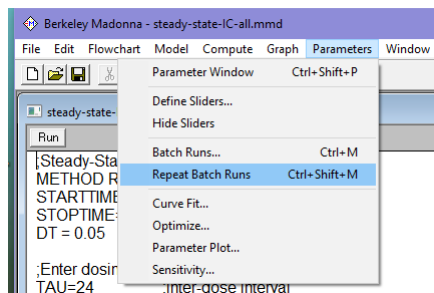 Berkeley Madonna - steady-state-IC-all.mmd
File Edit Flowchart Model Compute Graph Parameters Window
Parameter Window Ctrl+Shift+P
steady-state-
Define Sliders...
Hide Sliders
Run
Batch Runs... Ctrl+M
;Steady-Sta
Repeat Batch Runs Ctrl+Shift+M
METHOD R
STARTTIME
Curve Fit...
STOPTIME=
Optimize...
DT = 0.05
Parameter Plot...
Sensitivity...
;Enter dosin
TAU=24 ;Inter-dose interval